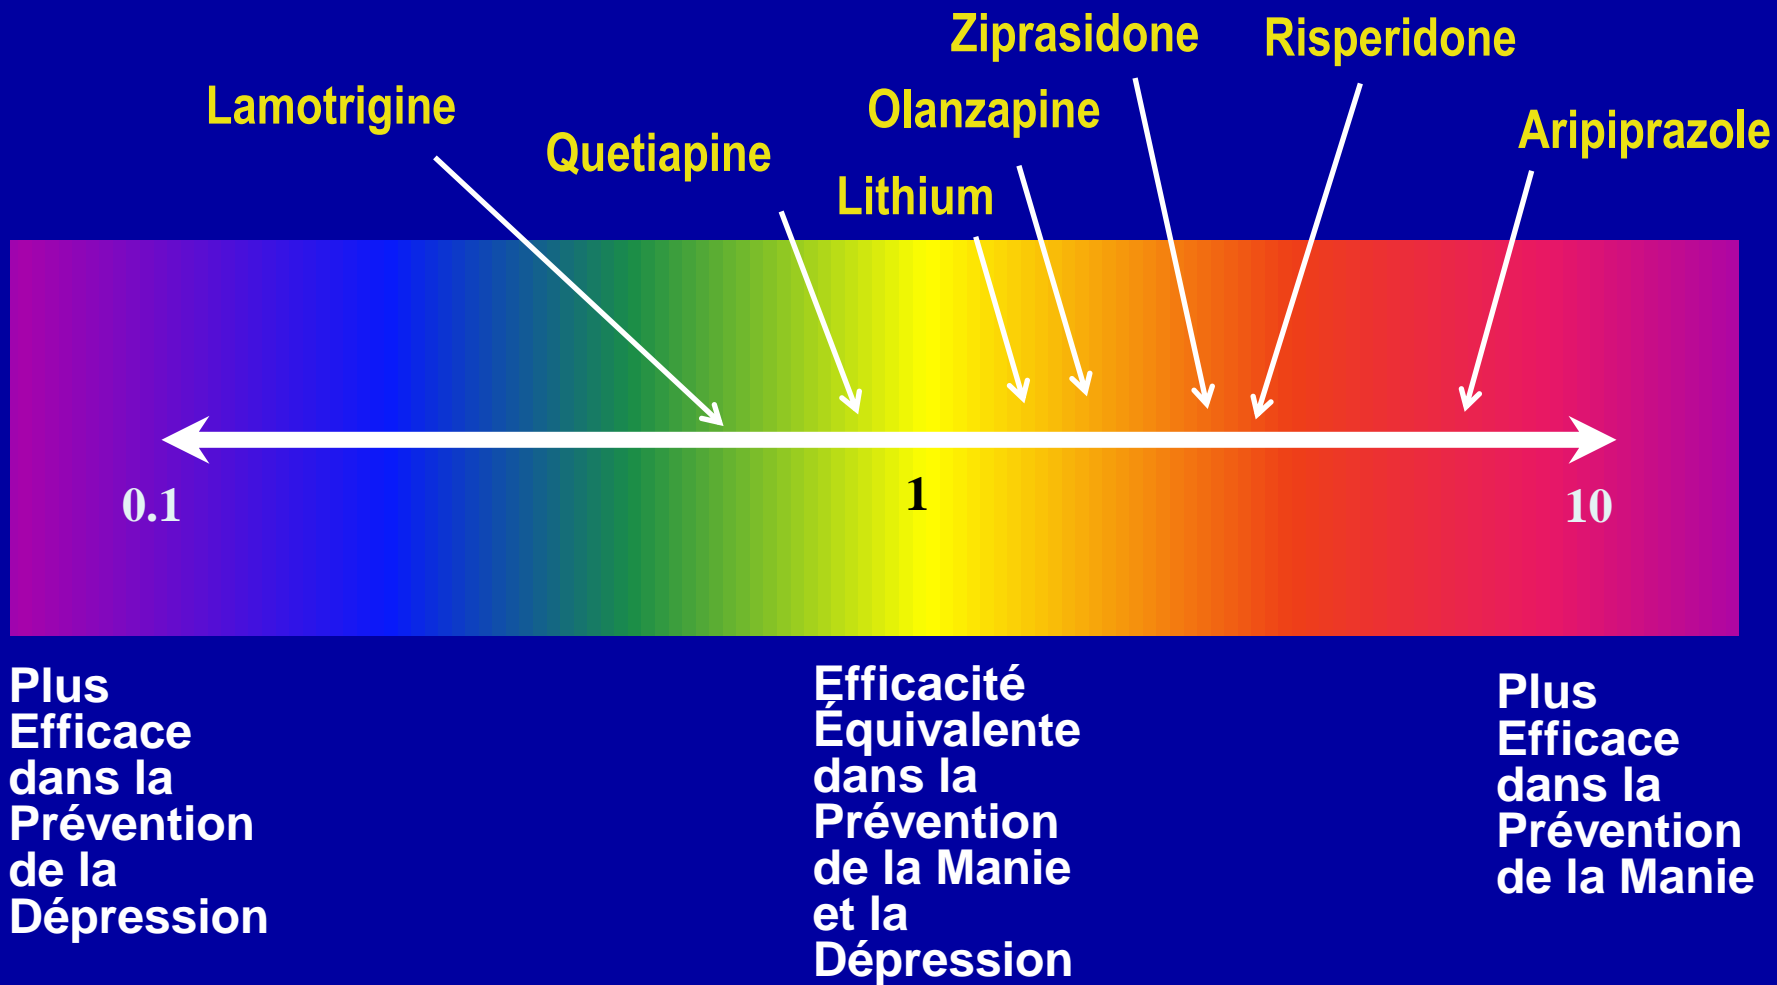 Ziprasidone
Risperidone
Lamotrigine
Olanzapine
Aripiprazole
Quetiapine
Lithium
0.1
1
10
Plus
Efficace
dans la
Prévention
de la
Dépression
Efficacité
Équivalente
dans la
Prévention
de la Manie
et la
Dépression
Plus
Efficace
dans la
Prévention
de la Manie